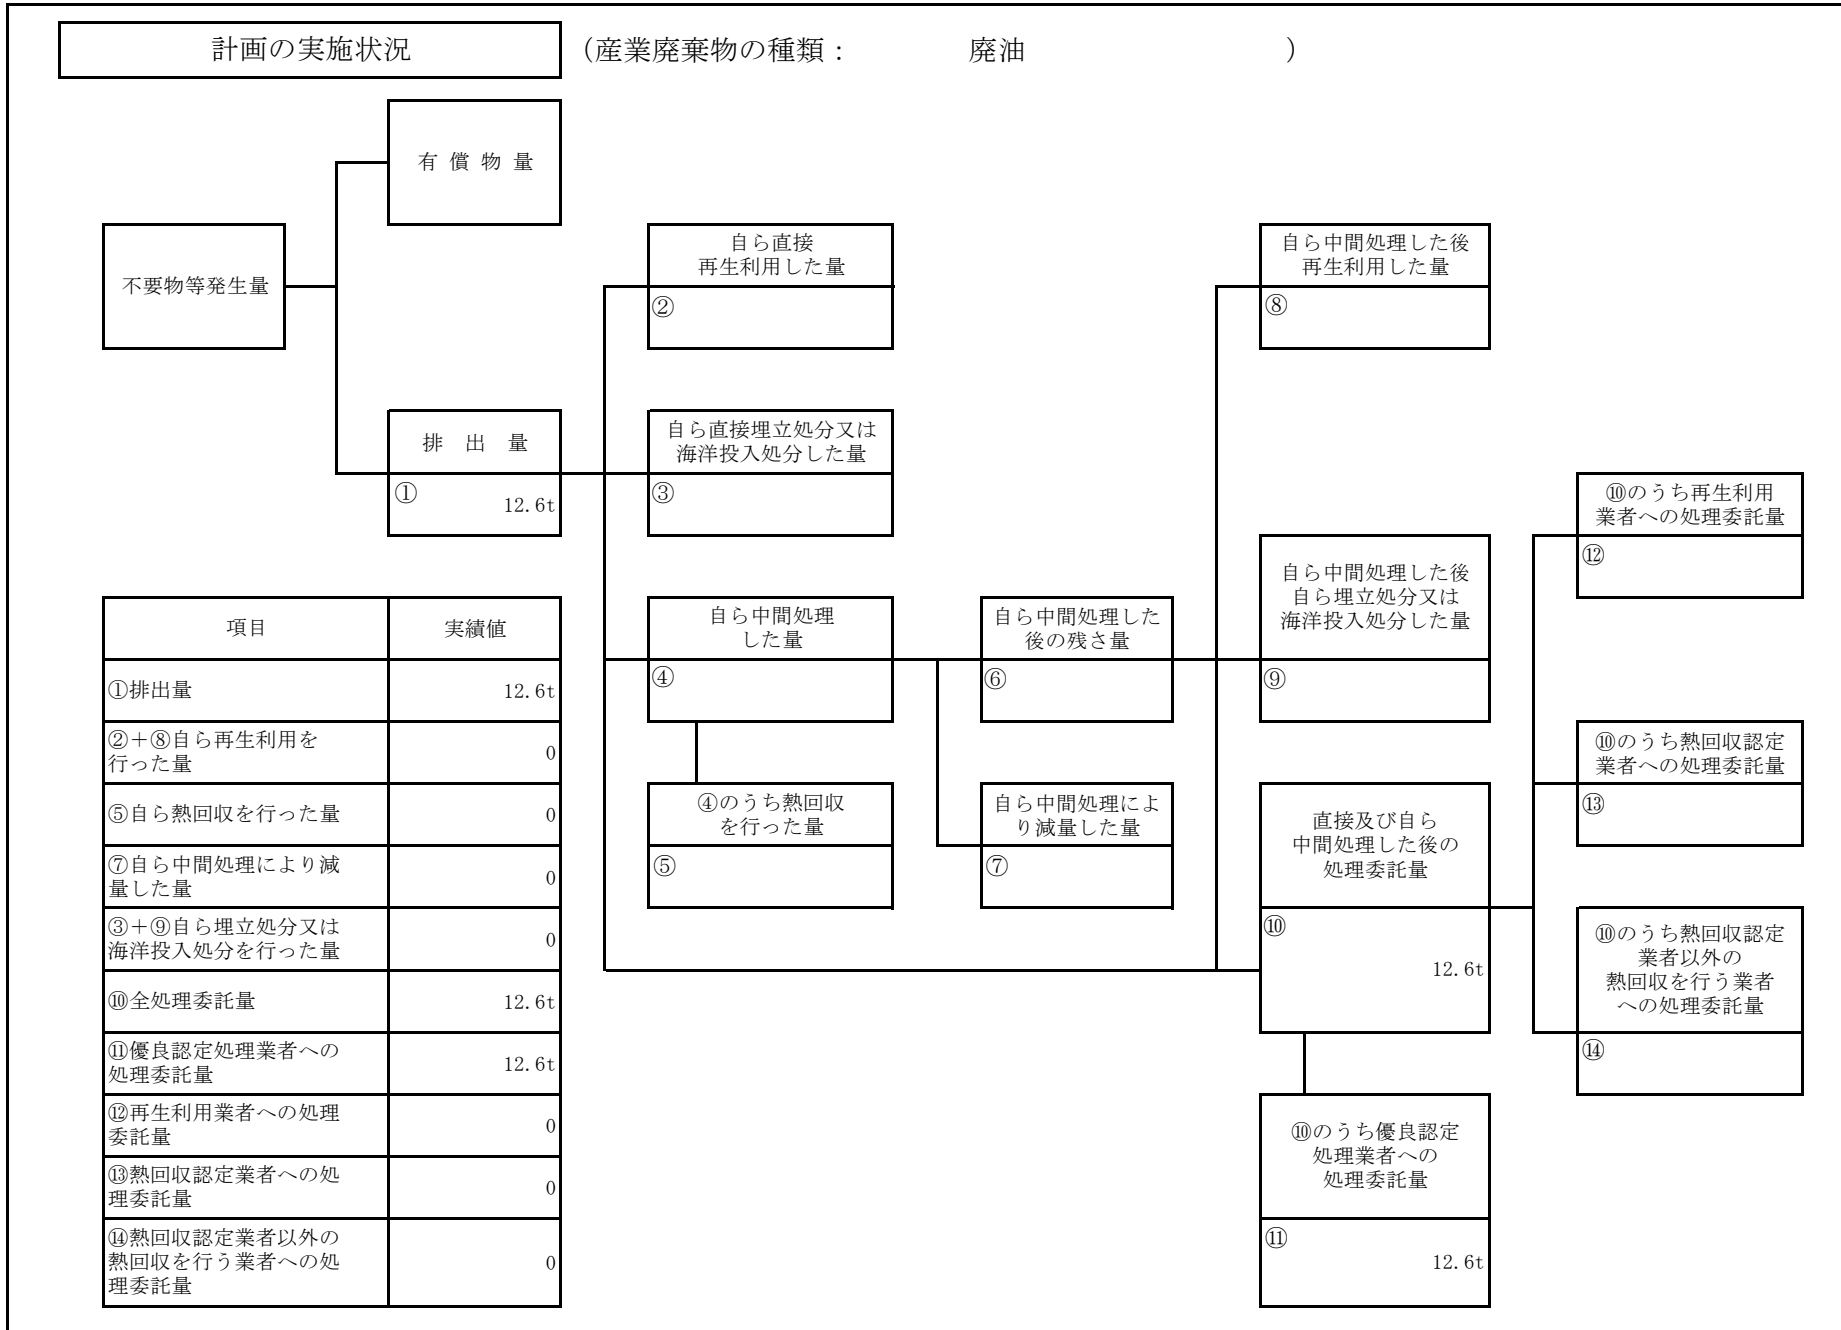 計画の実施状況
（産業廃棄物の種類： 廃油 ）
有 償 物 量
不要物等発生量
自ら直接
再生利用した量
②
自ら中間処理した後
再生利用した量
⑧
排 出 量
① 12.6t
自ら直接埋立処分又は
海洋投入処分した量
③
⑩のうち再生利用
業者への処理委託量
⑫
自ら中間処理した後
自ら埋立処分又は
海洋投入処分した量
⑨
自ら中間処理
した量
④
自ら中間処理した
後の残さ量
⑥
④のうち熱回収
を行った量
⑤
自ら中間処理によ
り減量した量
⑦
直接及び自ら
中間処理した後の
処理委託量
⑩
12.6t
⑩のうち熱回収認定
業者への処理委託量
⑬
⑩のうち熱回収認定
業者以外の
熱回収を行う業者
への処理委託量
⑭
⑩のうち優良認定
処理業者への
処理委託量
⑪
12.6t
項目 実績値
①排出量 12.6t
②＋⑧自ら再生利用を
行った量 0
⑤自ら熱回収を行った量 0
⑦自ら中間処理により減
量した量 0
③＋⑨自ら埋立処分又は
海洋投入処分を行った量 0
⑩全処理委託量 12.6t
⑪優良認定処理業者への
処理委託量 12.6t
⑫再生利用業者への処理
委託量 0
⑬熱回収認定業者への処
理委託量 0
⑭熱回収認定業者以外の
熱回収を行う業者への処
理委託量 0